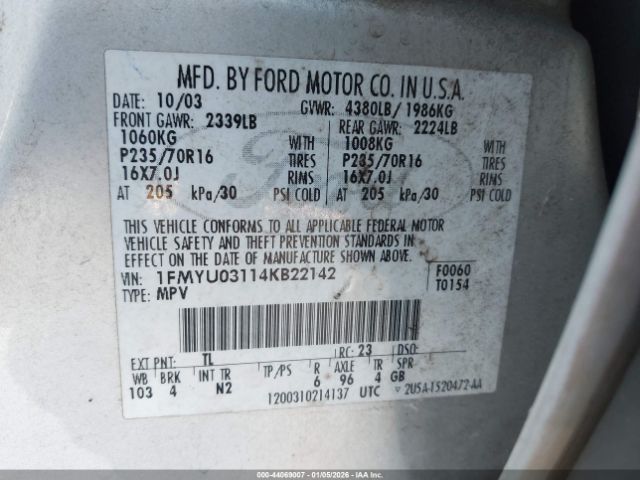 MFD. BY FORD MOTOR CO. IN U.S.A.
DATE: 10/03 GVWR: 4380LB/ 1986KG
FRONT GAWR: 2339LB REAR GAWR: 2224LB
1060KG WITH 1008KG WITH
P235/70R16 TIRES P235/70R16 TIRES
16X7.0J RIMS 16X7.0J RIMS
AT 205 kPa/30 PSI COLD AT 205 kPa/30 PSI COLD
Ford
THIS VEHICLE CONFORMS TO ALL APPLICABLE FEDERAL MOTOR
VEHICLE SAFETY AND THEFT PREVENTION STANDARDS IN
EFFECT ON THE DATE OF MANUFACTURE SHOWN ABOVE.
VIN: 1FMYU03114KB22142 F0060
TYPE: MPV T0154
EXT PNT: TL RC: 23 DSO:
WB BRK INT TR TP/PS R AXLE TR SPR
103 4 N2 6 96 4 GB
1200310214137 UTC 2U5A-1520472-AA
000-44069007 - 01/05/2026 - IAAI.COM